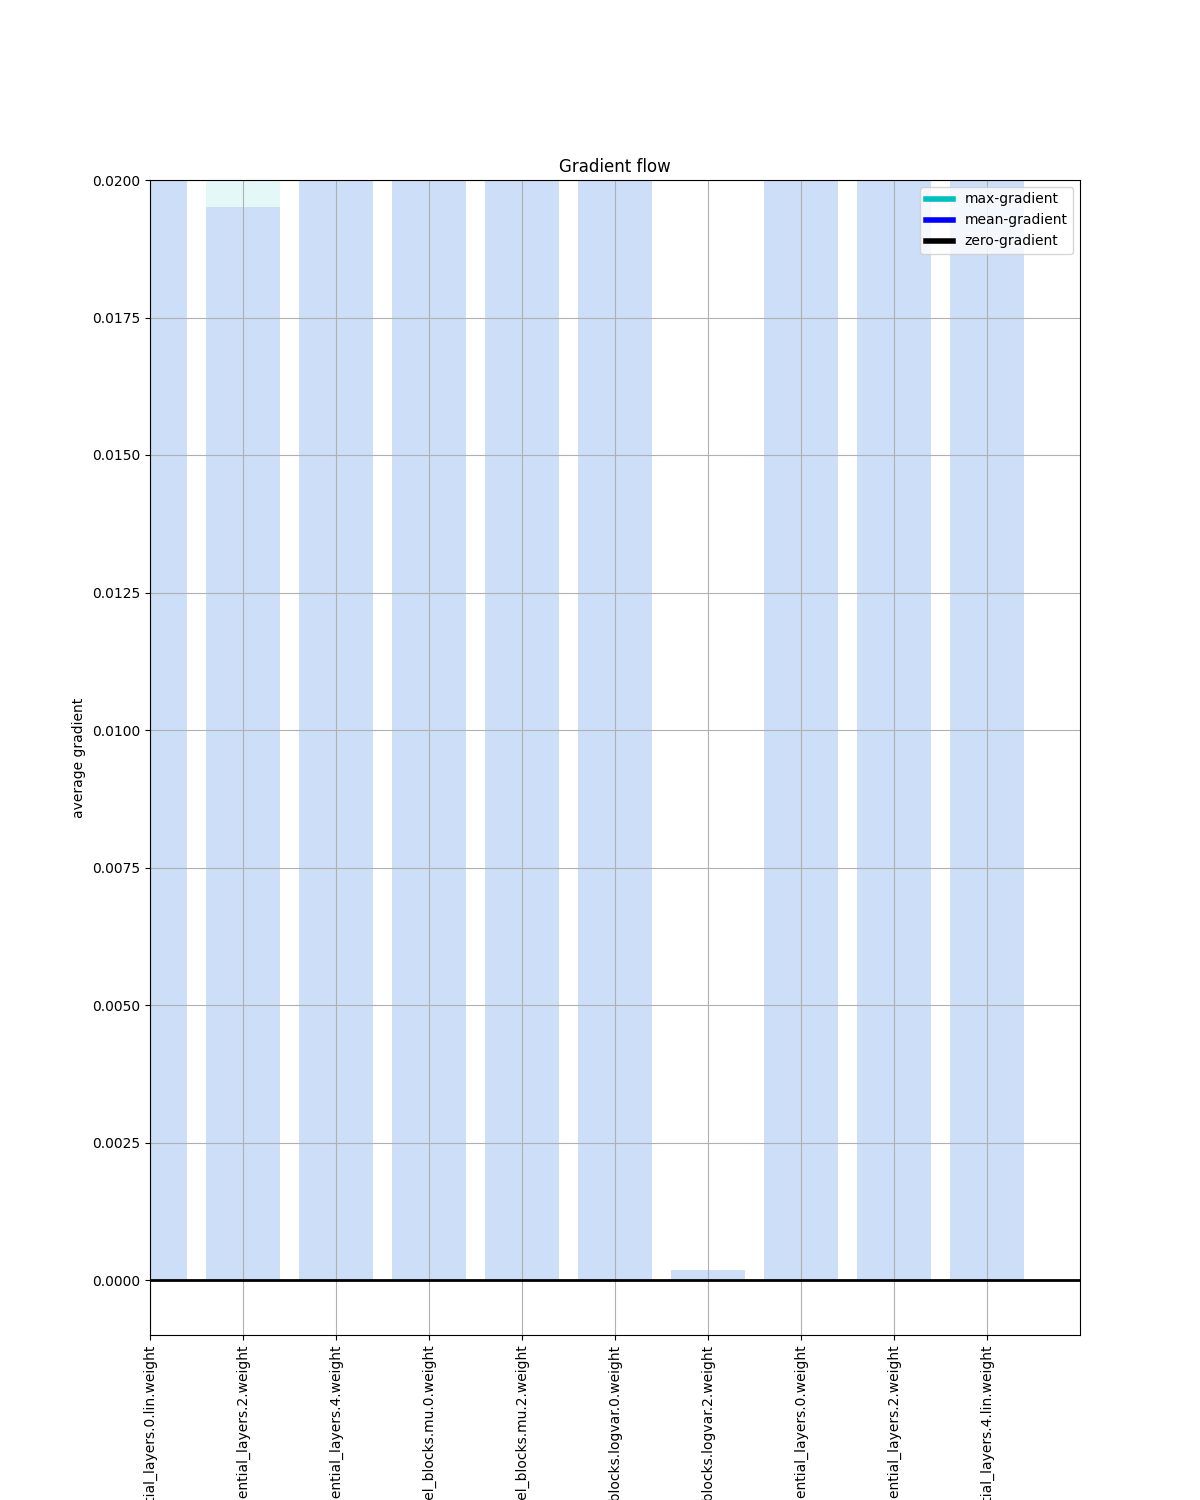 Gradient flow
max-gradient
mean-gradient
zero-gradient
0.0200
0.0175
0.0150
0.0125
0.0100
0.0075
0.0050
0.0025
0.0000
average gradient
tial_layers.0.lin.weight
ential_layers.2.weight
ential_layers.4.weight
el_blocks.mu.0.weight
el_blocks.mu.2.weight
blocks.logvar.0.weight
blocks.logvar.2.weight
ential_layers.0.weight
ential_layers.2.weight
tial_layers.4.lin.weight